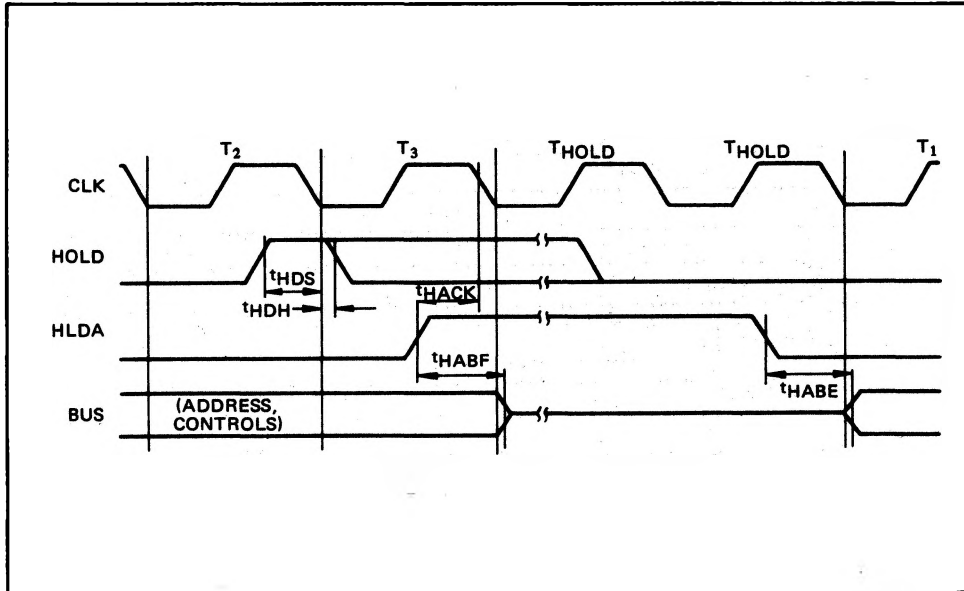 T2 T3 THOLD THOLD T1
CLK
HOLD
tHDS
tHACK
tHDH
HLDA
tHABF
tHABE
BUS
(ADDRESS,
CONTROLS)